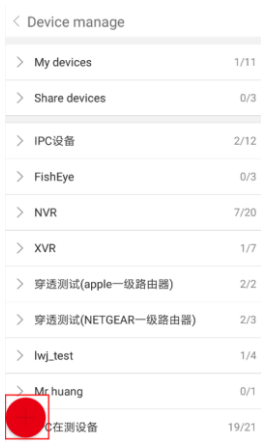 Device manage
My devices 1/11
Share devices 0/3
IPC设备 2/12
FishEye 0/3
NVR 7/20
XVR 1/7
穿透测试(apple一级路由器) 2/2
穿透测试(NETGEAR一级路由器) 2/3
lwj_test 1/4
Mr.huang 0/1
C在测设备 19/21